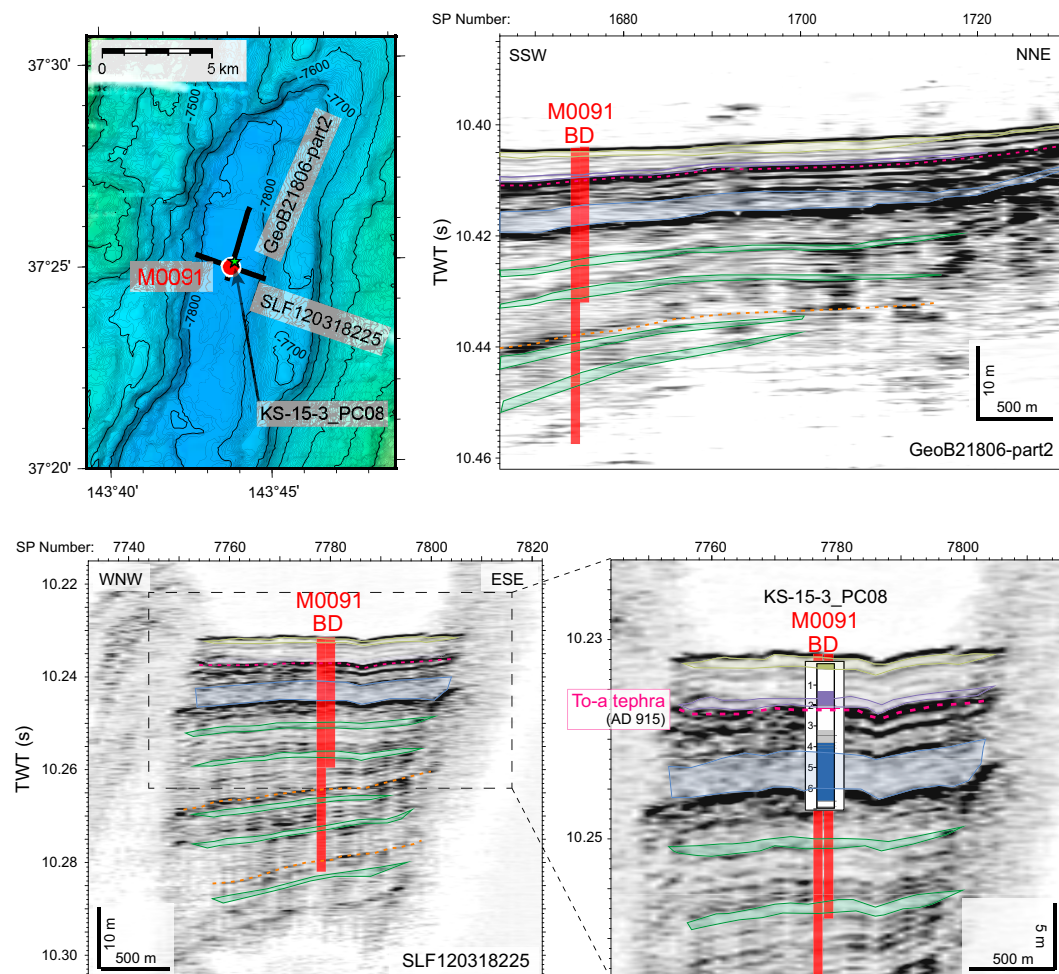 0 5 km
37°30'
37°25'
37°20'
143°40' 143°45'
-7500
-7600
-7700
-7800
-7800
-7700
GeoB21806-part2
M0091
SLF120318225
KS-15-3_PC08
SP Number: 1680 1700 1720
SSW NNE
M0091
BD
TWT (s)
10.40
10.42
10.44
10.46
10 m
500 m
GeoB21806-part2
SP Number: 7740 7760 7780 7800 7820
WNW ESE
M0091
BD
TWT (s)
10.22
10.24
10.26
10.28
10.30
10 m
500 m
SLF120318225
7760 7780 7800
KS-15-3_PC08
M0091
BD
10.23
10.25
To-a tephra
(AD 915)
1
2
3
4
5
6
5 m
500 m